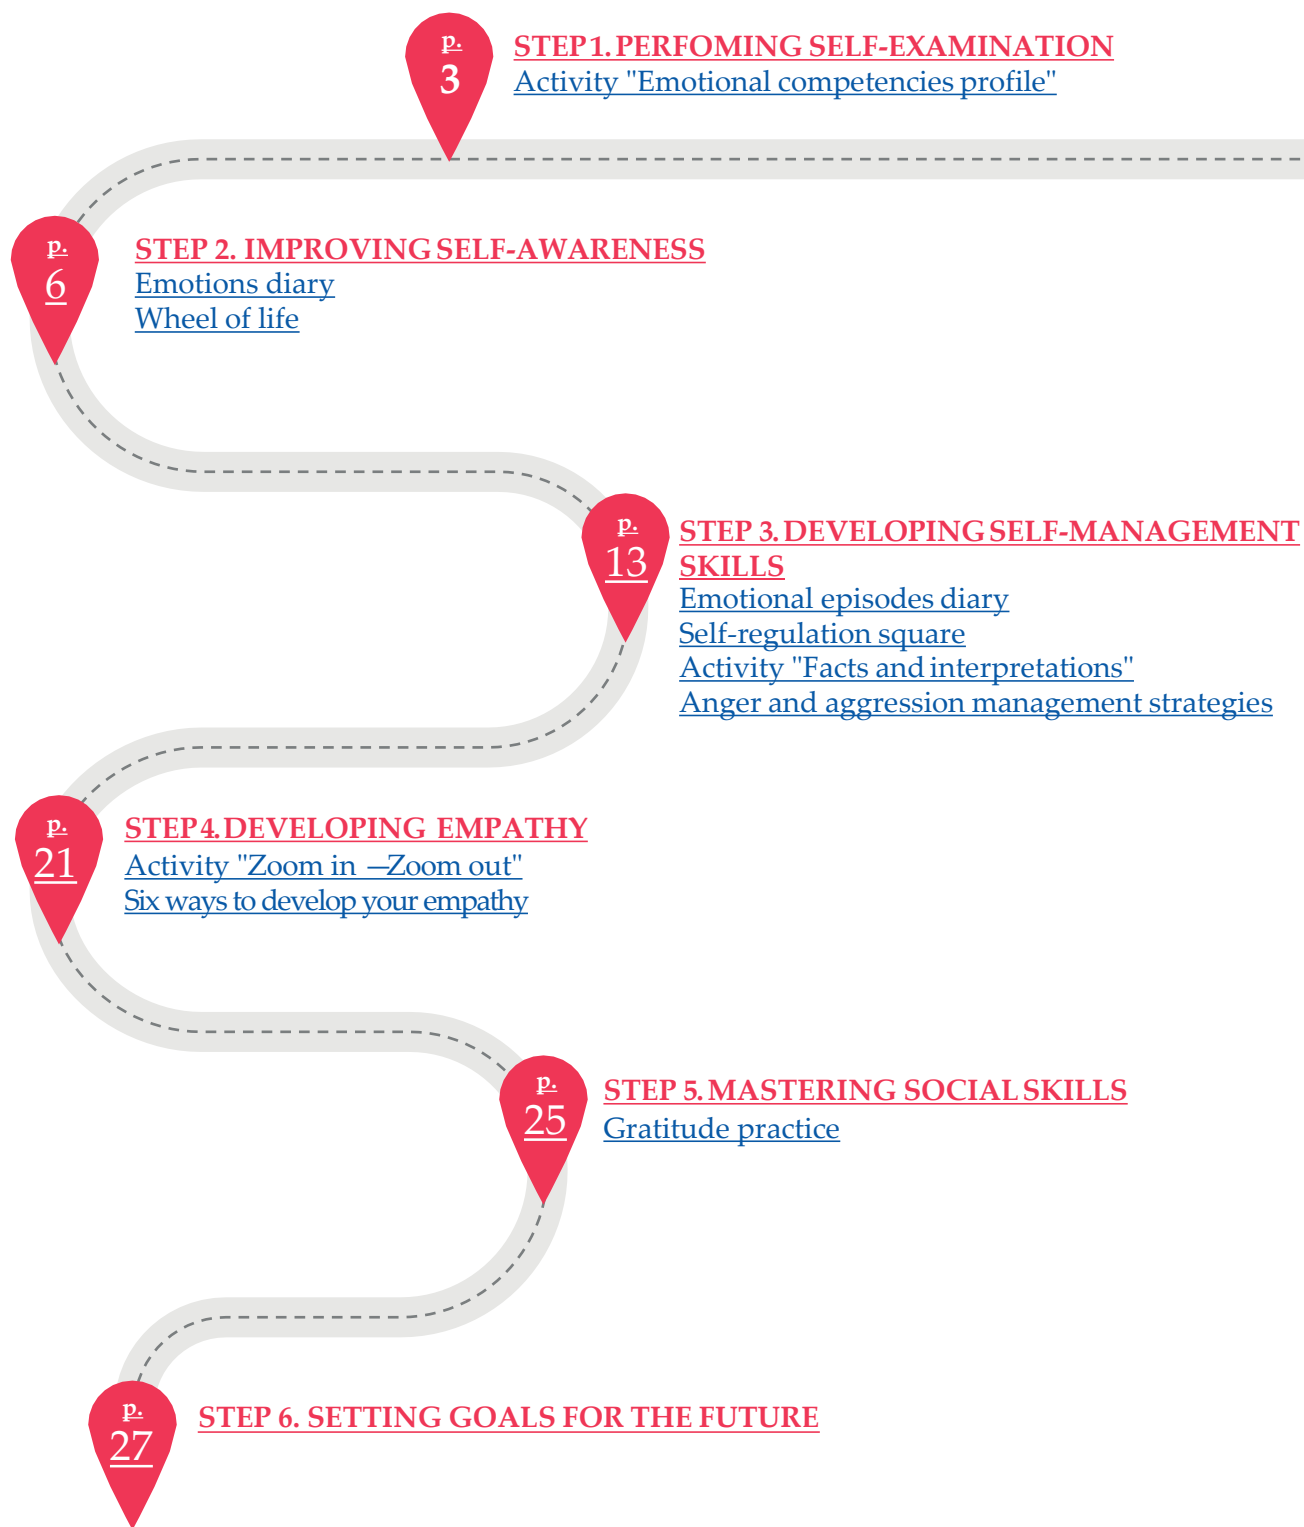 p.
3
STEP 1. PERFOMING SELF-EXAMINATION
Activity "Emotional competencies profile"
p.
6
STEP 2. IMPROVING SELF-AWARENESS
Emotions diary
Wheel of life
p.
13
STEP 3. DEVELOPING SELF-MANAGEMENT
SKILLS
Emotional episodes diary
Self-regulation square
Activity "Facts and interpretations"
Anger and aggression management strategies
p.
21
STEP 4. DEVELOPING EMPATHY
Activity "Zoom in —Zoom out"
Six ways to develop your empathy
p.
25
STEP 5. MASTERING SOCIAL SKILLS
Gratitude practice
p.
27
STEP 6. SETTING GOALS FOR THE FUTURE